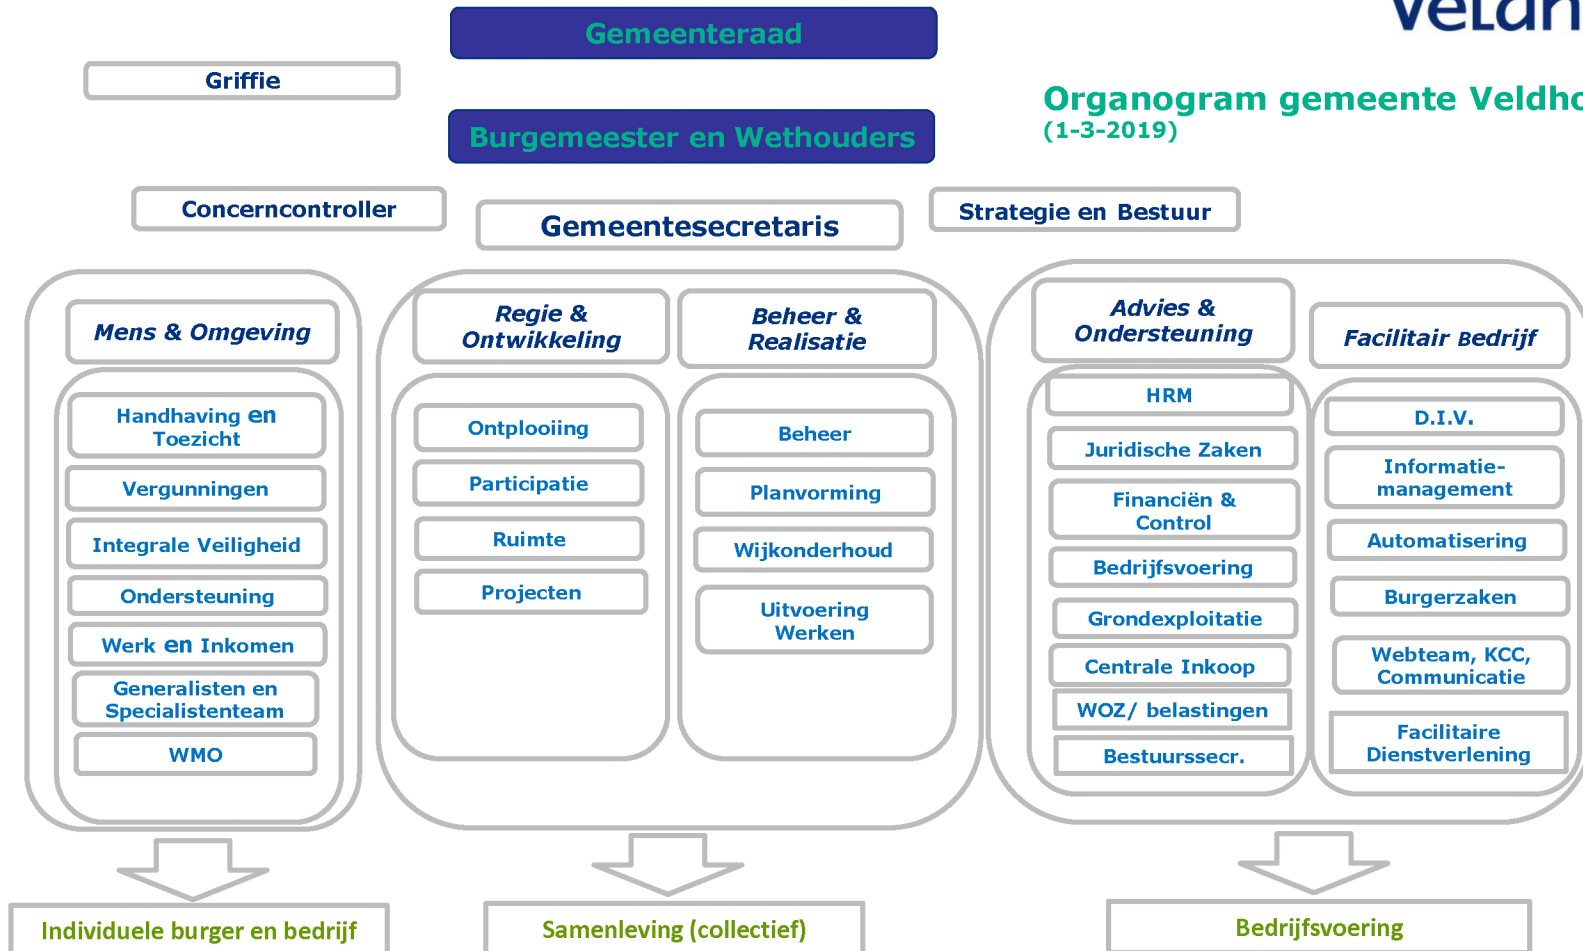 Gemeenteraad
Griffie
Organogram gemeente Veldho
(1-3-2019)
Burgemeester en Wethouders
Concerncontroller
Gemeentesecretaris
Strategie en Bestuur
Mens & Omgeving
Handhaving en
Toezicht
Vergunningen
Integrale Veiligheid
Ondersteuning
Werk en Inkomen
Generalisten en
Specialistenteam
WMO
Regie &
Ontwikkeling
Ontplooiing
Participatie
Ruimte
Projecten
Beheer &
Realisatie
Beheer
Planvorming
Wijkonderhoud
Uitvoering
Werken
Advies &
Ondersteuning
HRM
Juridische Zaken
Financiën &
Control
Bedrijfsvoering
Grondexploitatie
Centrale Inkoop
WOZ/ belastingen
Bestuurssecr.
Facilitair Bedrijf
D.I.V.
Informatie-
management
Automatisering
Burgerzaken
Webteam, KCC,
Communicatie
Facilitaire
Dienstverlening
Individuele burger en bedrijf
Samenleving (collectief)
Bedrijfsvoering